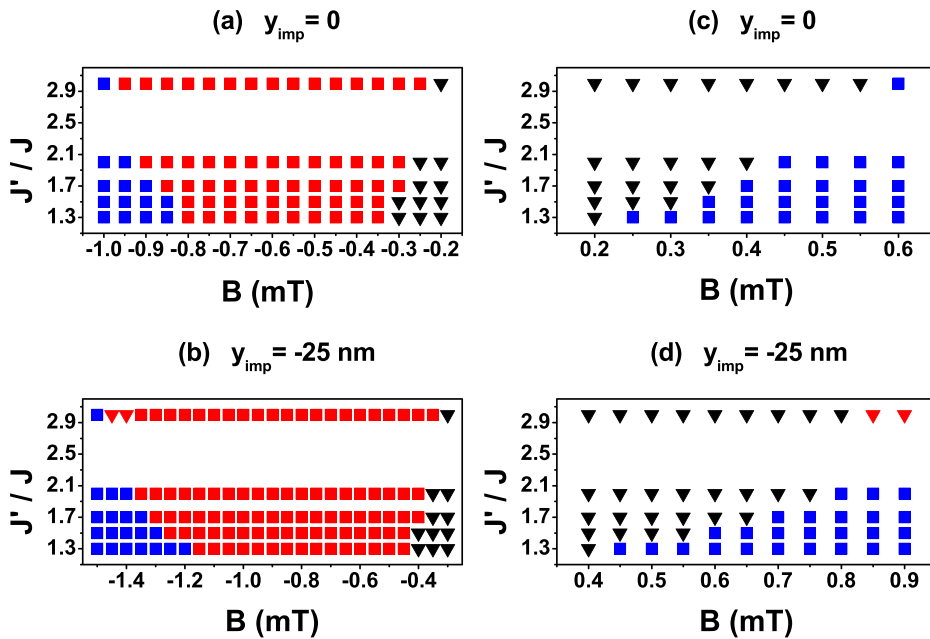 (a) y_imp = 0
J' / J
2.9
2.5
2.1
1.7
1.3
-1.0 -0.9 -0.8 -0.7 -0.6 -0.5 -0.4 -0.3 -0.2
B (mT)
(c) y_imp = 0
J' / J
2.9
2.5
2.1
1.7
1.3
0.2 0.3 0.4 0.5 0.6
B (mT)
(b) y_imp = -25 nm
J' / J
2.9
2.5
2.1
1.7
1.3
-1.4 -1.2 -1.0 -0.8 -0.6 -0.4
B (mT)
(d) y_imp = -25 nm
J' / J
2.9
2.5
2.1
1.7
1.3
0.4 0.5 0.6 0.7 0.8 0.9
B (mT)